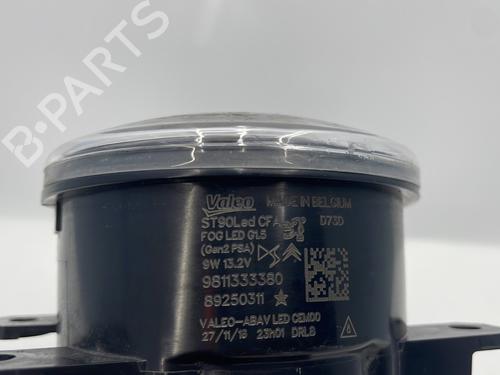 B-PARTS
Valeo MADE IN BELGIUM
ST90Led CFA D73D
FOG LED G1.5
(Gen2 PSA)
9W 13.2V
9811333380
89250311
VALEO-ABAV LED CEM00
27/11/18 23h01 DRL8